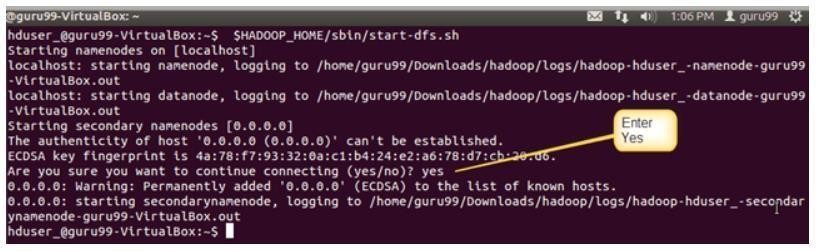 @guru99-VirtualBox: ~
1:06 PM guru99
hduser_@guru99-VirtualBox:~$ $HADOOP_HOME/sbin/start-dfs.sh
Starting namenodes on [localhost]
localhost: starting namenode, logging to /home/guru99/Downloads/hadoop/logs/hadoop-hduser_-namenode-guru99
-VirtualBox.out
localhost: starting datanode, logging to /home/guru99/Downloads/hadoop/logs/hadoop-hduser_-datanode-guru99
-VirtualBox.out
Starting secondary namenodes [0.0.0.0]
The authenticity of host '0.0.0.0 (0.0.0.0)' can't be established.
ECDSA key fingerprint is 4a:78:f7:93:32:0a:c1:b4:24:e2:a6:78:d7:cb:20:d6.
Are you sure you want to continue connecting (yes/no)? yes
Enter
Yes
0.0.0.0: Warning: Permanently added '0.0.0.0' (ECDSA) to the list of known hosts.
0.0.0.0: starting secondarynamenode, logging to /home/guru99/Downloads/hadoop/logs/hadoop-hduser_-secondar
ynamenode-guru99-VirtualBox.out
hduser_@guru99-VirtualBox:~$